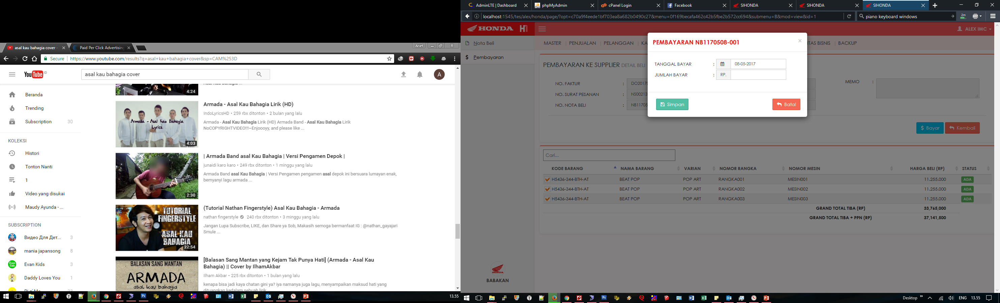 asal kau bahagia cover -
Paid Per Click Advertising
Arief
Secure
https://www.youtube.com/results?q=asal+kau+bahagia+cover&sp=CAM%253D
YouTube ID
asal kau bahagia cover
A
Beranda
Trending
Subscription 30
KOLEKSI
Histori
Tonton Nanti
1
Video yang disukai
Maudy Ayunda - ...
SUBSCRIPTION
Видео Для Дет... 3
mania japansong 8
Evan Kids 3
Daddy Loves You 1
4:24
Armada - Asal Kau Bahagia
Lyrics
4:03
Armada - Asal Kau Bahagia Lirik (HD)
IndoLyricsHD • 259 rbx ditonton • 2 bulan yang lalu
Armada - Asal Kau Bahagia Lirik (HD) Armada Band - Asal Kau Bahagia Lirik
NoCOPYRIGHTVIDEO!!!~Enjoooyy, and please like ...
2:30
| Armada Band asal Kau Bahagia | Versi Pengamen Depok |
junaidi karo karo • 249 rbx ditonton • 1 minggu yang lalu
Armada Band asal Kau Bahagia | Versi Pengamen pengamen asal depok ini bersuara lumayan enak,
bernyanyi lagu armada ...
TUTORIAL
FINGERSTYLE
ASAL KAU
BAHAGIA
22:54
(Tutorial Nathan Fingerstyle) Asal Kau Bahagia - Armada
nathan fingerstyle 240 rbx ditonton • 3 minggu yang lalu
Jangan Lupa Subscribe, LIKE, dan Share ya Sob, Makasih semoga bermanfaat IG : @nathan_gayajari
Smule ...
BALASAN SANG MANTAN
ARMADA
asal kau bahagia
[Balasan Sang Mantan yang Kejam Tak Punya Hati] (Armada - Asal Kau
Bahagia) || Cover by IlhamAkbar
Ilham Akbar • 225 rbx ditonton • 1 bulan yang lalu
kenapa bisa jadi kaya chatan gini ya? iya namanya juga lagu, menyampaikan maksud hati yang
dituangkan kedalam sebuah lirik
13.55
AdminLTE | Dashboard
phpMyAdmin
cPanel Login
Facebook
SIHONDA
SIHONDA
SIHONDA
localhost:1545/tes/alex/honda/page/?opt=c70a9f4eede1bf703ea8a682b0490c27&menu=0f169becafa462c42b5fbe2b572cc694&submenu=B&mod=view&id=1
piano keyboard windows
2m
ABP
HONDA
ALEX IMC
Nota Beli
Pembayaran
MASTER PENJUALAN PELANGGAN KA
ITAS BISNIS BACKUP
PEMBAYARAN NB1170508-001
TANGGAL BAYAR : 08-05-2017
JUMLAH BAYAR : RP.
Simpan
Batal
PEMBAYARAN KE SUPPLIER DETAIL BELI
NO. FAKTUR : DO2017
NO. SURAT PESANAN : NS00213
NO. NOTA BELI : NB11705
MEMO :
Bayar
Kembali
Cari...
KODE BARANG NAMA BARANG VARIAN NOMOR RANGKA NOMOR MESIN HARGA BELI (RP) STATUS
H5436-344-BTH-AT BEAT POP POP ART RANGKA001 MESIN001 11.255.000 ADA
H5436-344-BTH-AT BEAT POP POP ART RANGKA002 MESIN002 11.255.000 ADA
H5436-344-BTH-AT BEAT POP POP ART RANGKA003 MESIN003 11.255.000 ADA
GRAND TOTAL TIBA (RP) 33,765,000
GRAND TOTAL TIBA + PPN (RP) 37,141,500
HONDA
BABAKAN
Desktop
ENG
13.55